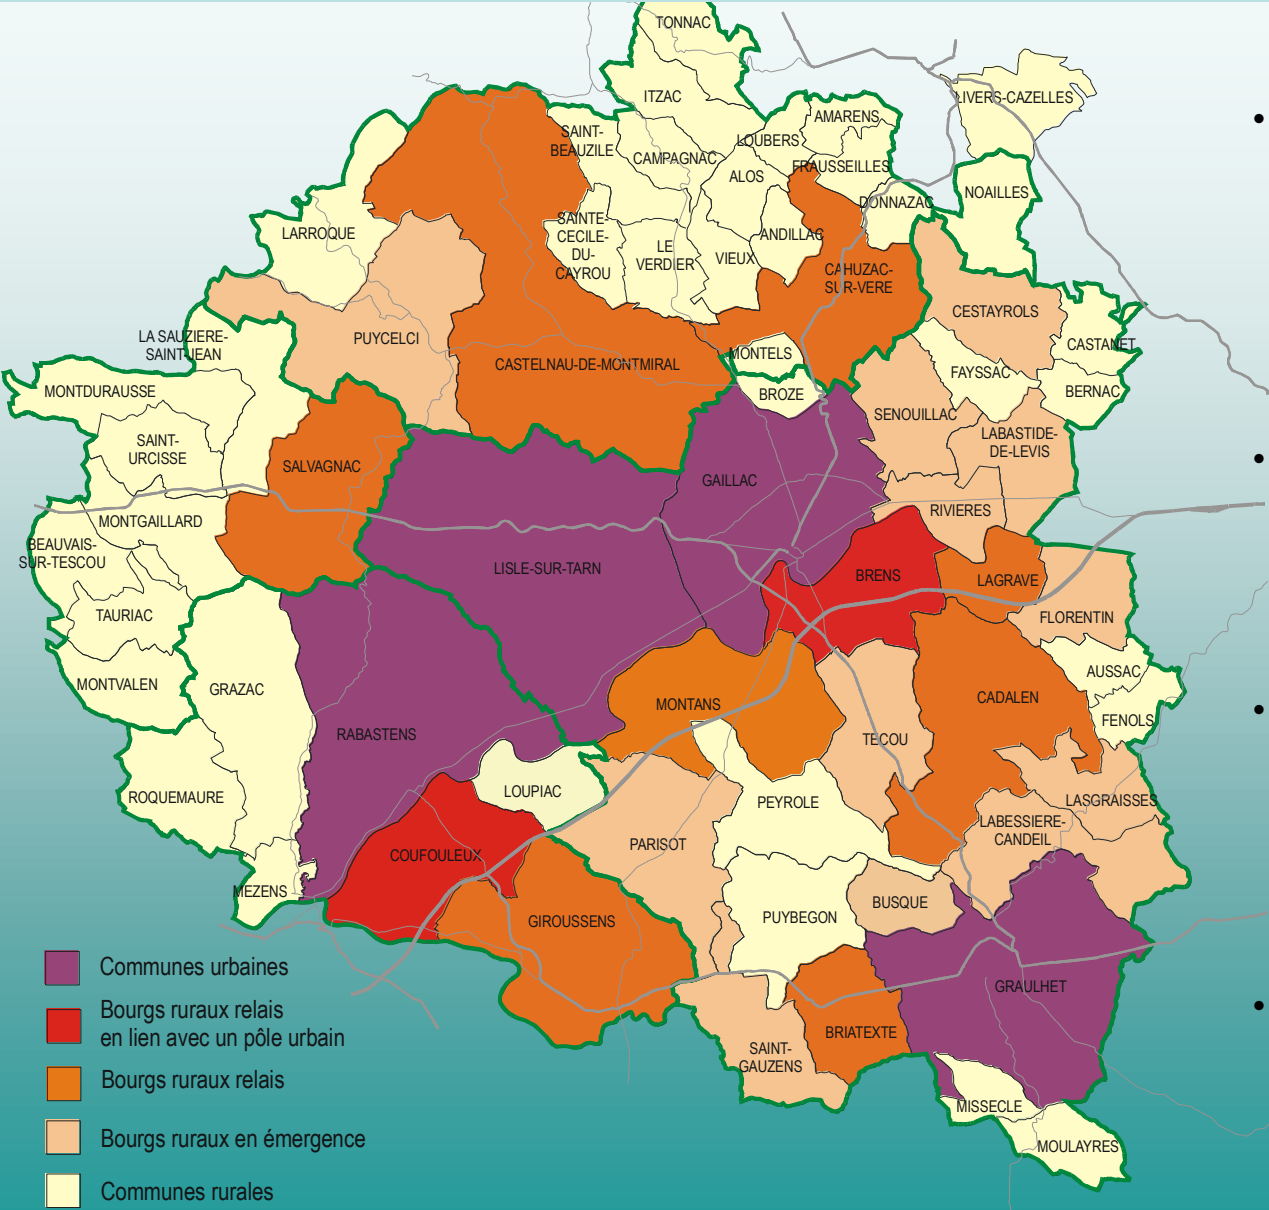 TONNAC
ITZAC
LIVERS-CAZELLES
AMARENS
SAINT-
BEAUZILE
LOUBERS
CAMPAGNAC
FRAUSSEILLES
ALOS
NOAILLES
DONNAZAC
LARROQUE
SAINTE-
CECILE-
DU-
CAYROU
LE
VERDIER
ANDILLAC
VIEUX
CAHUZAC-
SUR-VERE
CESTAYROLS
LA SAUZIERE-
SAINT-JEAN
PUYCELCI
CASTANET
MONTELS
CASTELNAU-DE-MONTMIRAL
FAYSSAC
MONTDURAUSSE
BROZE
BERNAC
SENOUILLAC
SAINT-
URCISSE
LABASTIDE-
DE-LEVIS
SALVAGNAC
GAILLAC
RIVIERES
MONTGAILLARD
BEAUVAIS-
SUR-TESCOU
LISLE-SUR-TARN
BRENS
LAGRAVE
TAURIAC
FLORENTIN
AUSSAC
MONTVALEN
GRAZAC
CADALEN
MONTANS
FENOLS
RABASTENS
TECOU
LOUPIAC
ROQUEMAURE
PEYROLE
LASGRAISSES
LABESSIERE-
CANDEIL
PARISOT
COUFOULEUX
MEZENS
BUSQUE
PUYBEGON
GIROUSSENS
GRAULHET
BRIATEXTE
SAINT-
GAUZENS
MISSECLE
MOULAYRES
Communes urbaines
Bourgs ruraux relais
en lien avec un pôle urbain
Bourgs ruraux relais
Bourgs ruraux en émergence
Communes rurales